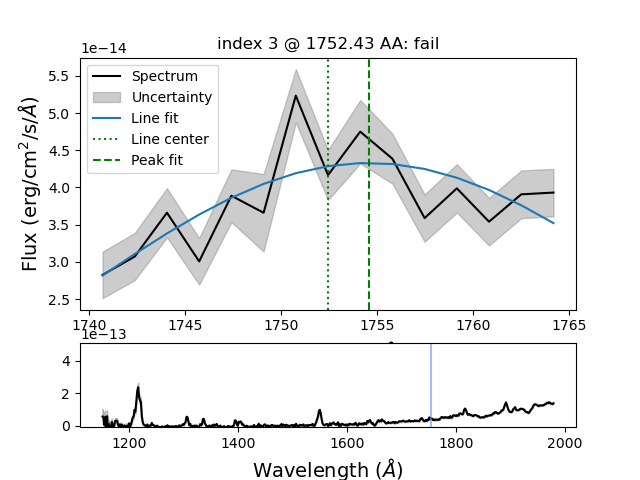 index 3 @ 1752.43 AA: fail
1e−14
Spectrum
Uncertainty
Line fit
Line center
Peak fit
5.5
5.0
4.5
4.0
3.5
3.0
2.5
Flux (erg/cm²/s/Å)
1740 1745 1750 1755 1760 1765
1e−13
4
2
0
1200 1400 1600 1800 2000
Wavelength (Å)